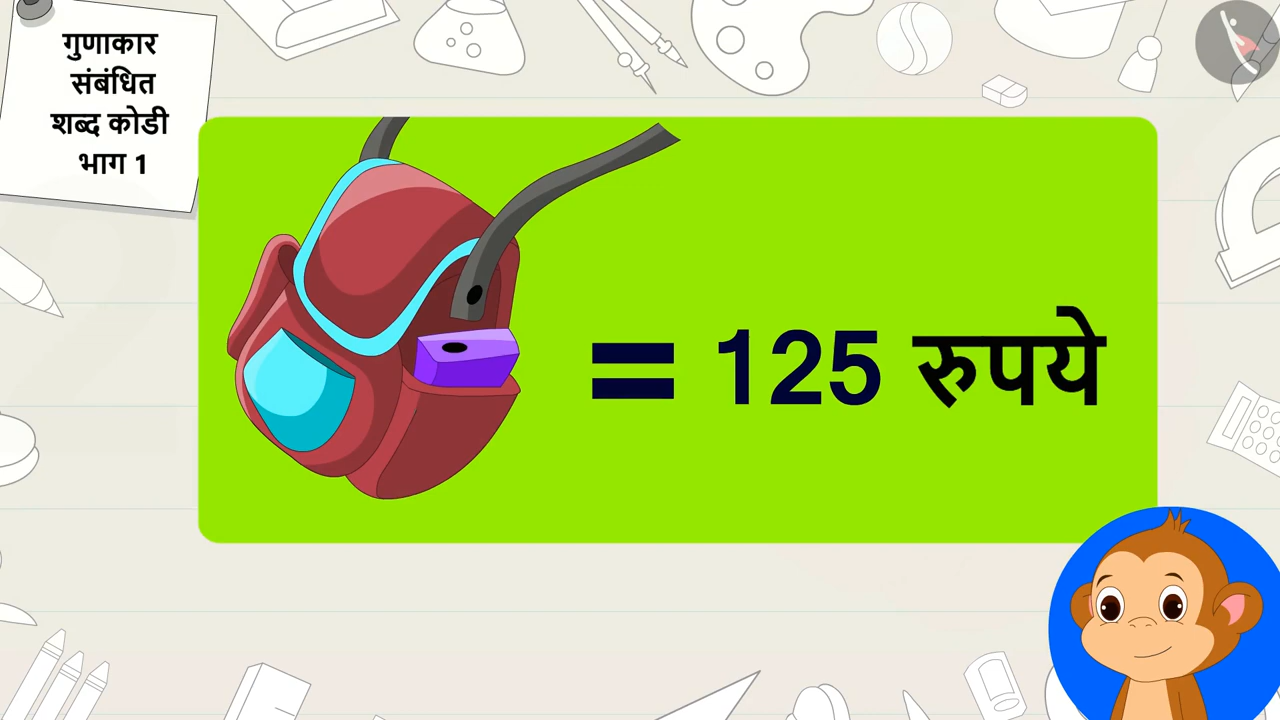 गुणाकार
संबंधित
शब्द कोडी
भाग 1
= 125 रुपये